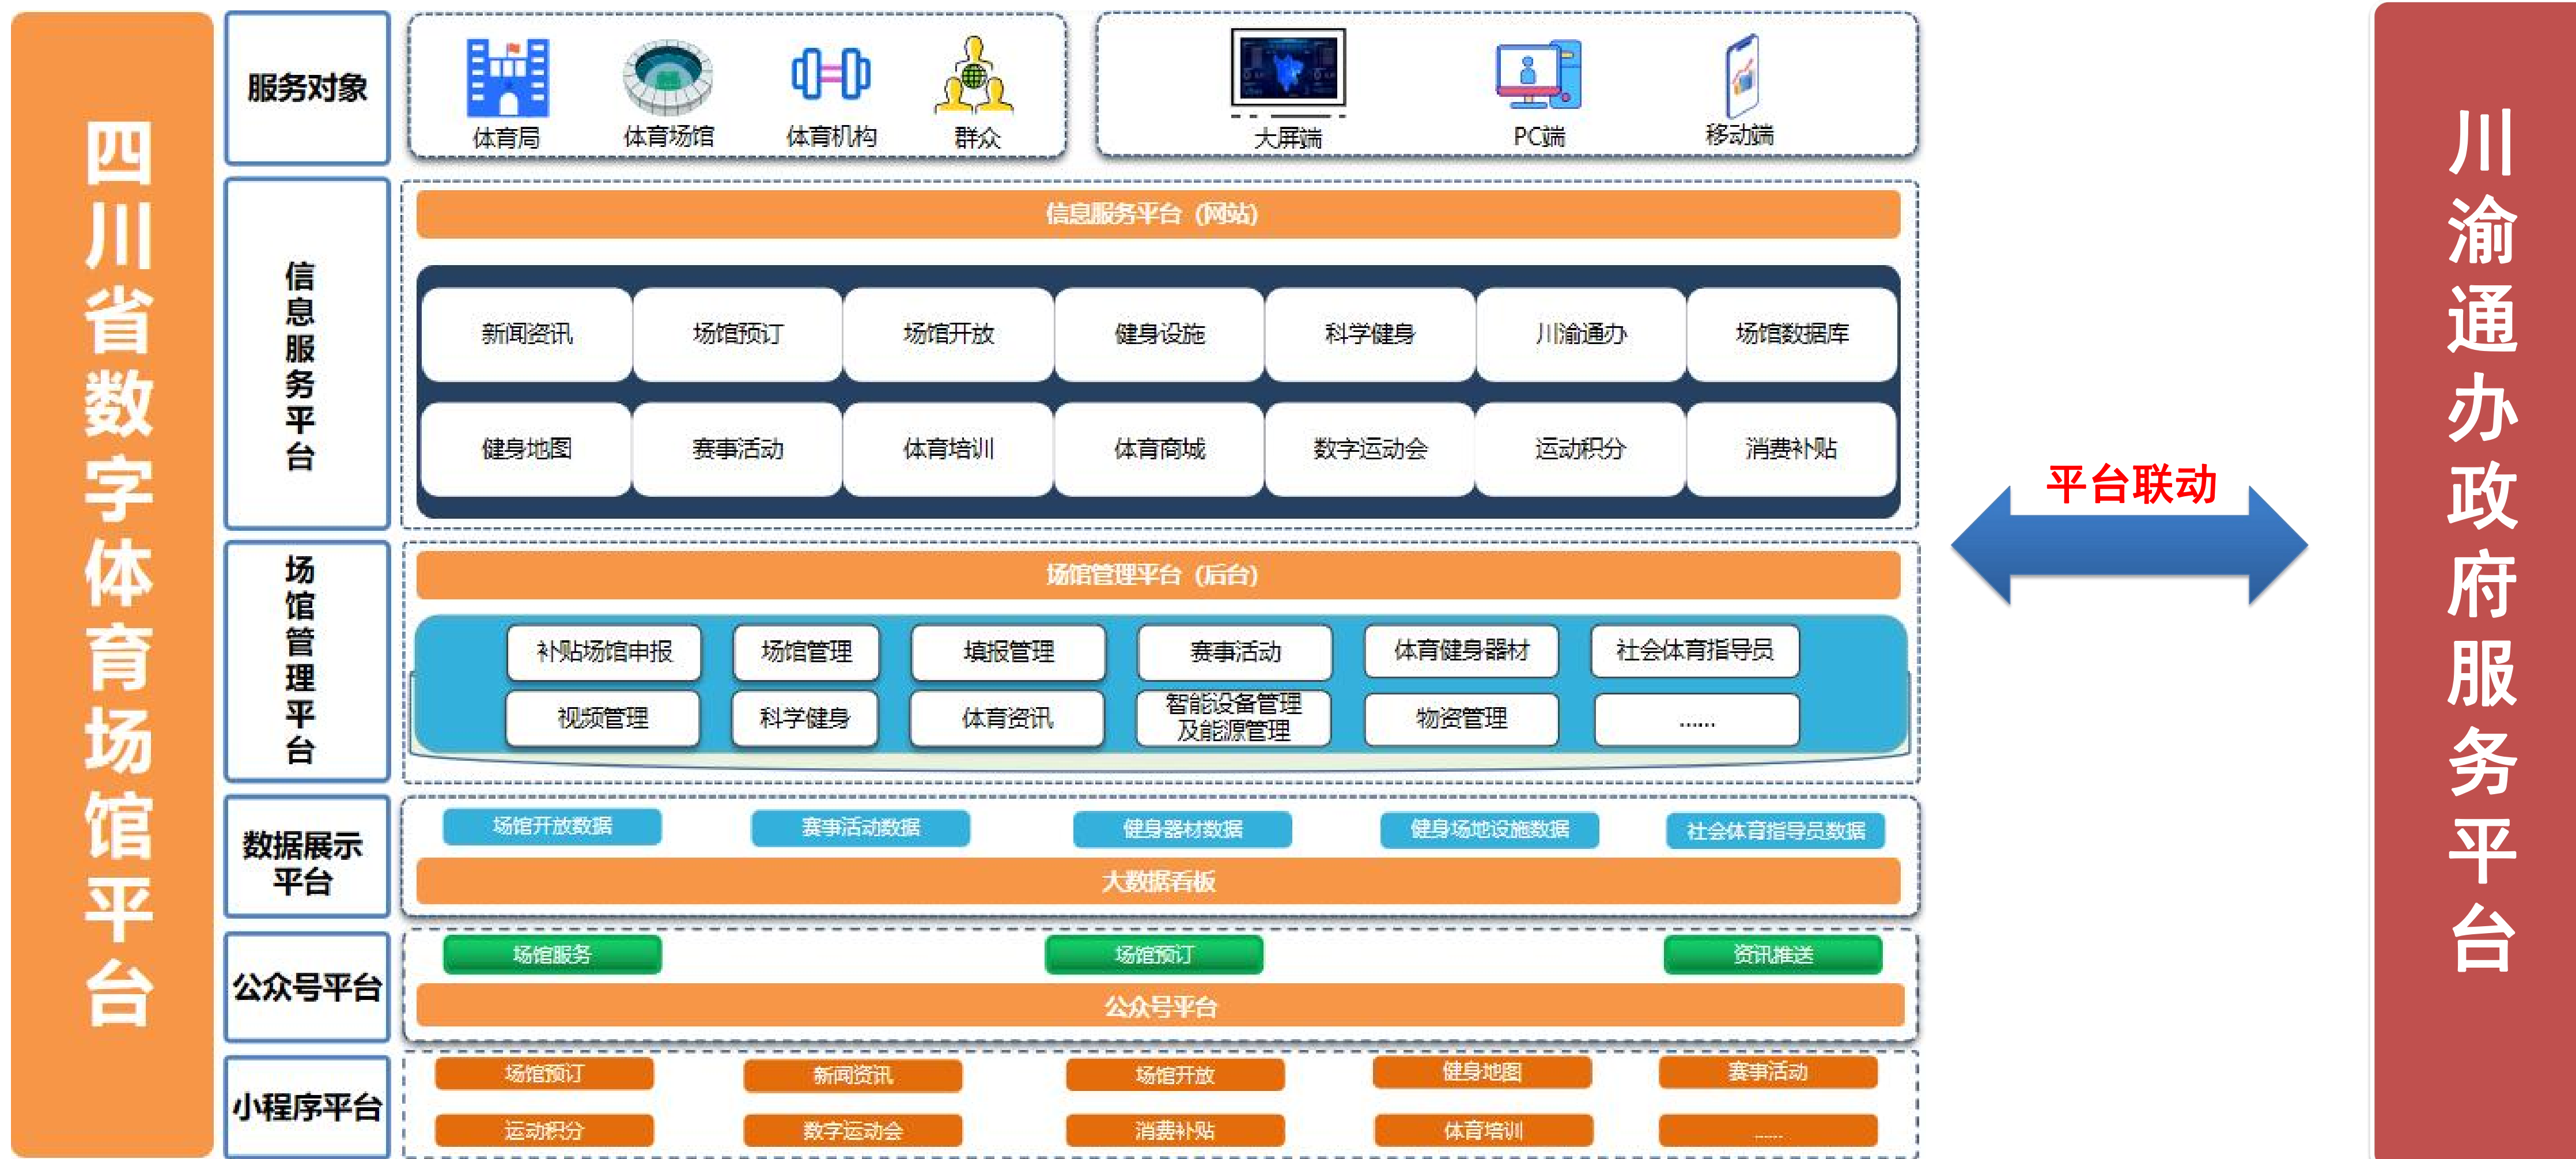 四川省数字体育场馆平台
服务对象
体育局
体育场馆
体育机构
群众
大屏端
PC端
移动端
信息服务平台
信息服务平台（网站）
新闻资讯
场馆预订
场馆开放
健身设施
科学健身
川渝通办
场馆数据库
健身地图
赛事活动
体育培训
体育商城
数字运动会
运动积分
消费补贴
场馆管理平台
场馆管理平台（后台）
补贴场馆申报
场馆管理
填报管理
赛事活动
体育健身器材
社会体育指导员
视频管理
科学健身
体育资讯
智能设备管理
及能源管理
物资管理
......
数据展示
平台
场馆开放数据
赛事活动数据
健身器材数据
健身场地设施数据
社会体育指导员数据
大数据看板
公众号平台
场馆服务
场馆预订
资讯推送
公众号平台
小程序平台
场馆预订
新闻资讯
场馆开放
健身地图
赛事活动
运动积分
数字运动会
消费补贴
体育培训
......
平台联动
川渝通办政府服务平台